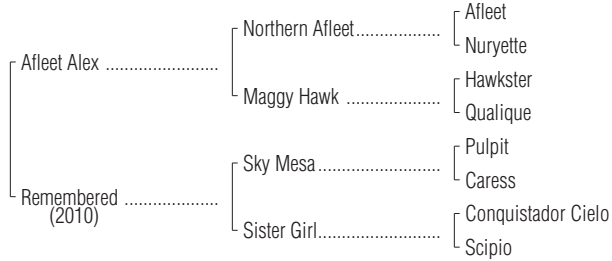 Afleet
Northern Afleet....................
Nuryette
Afleet Alex .......................
Hawkster
Maggy Hawk ......................
Qualique
Pulpit
Sky Mesa.............................
Caress
Remembered ...................
(2010)
Conquistador Cielo
Sister Girl............................
Scipio